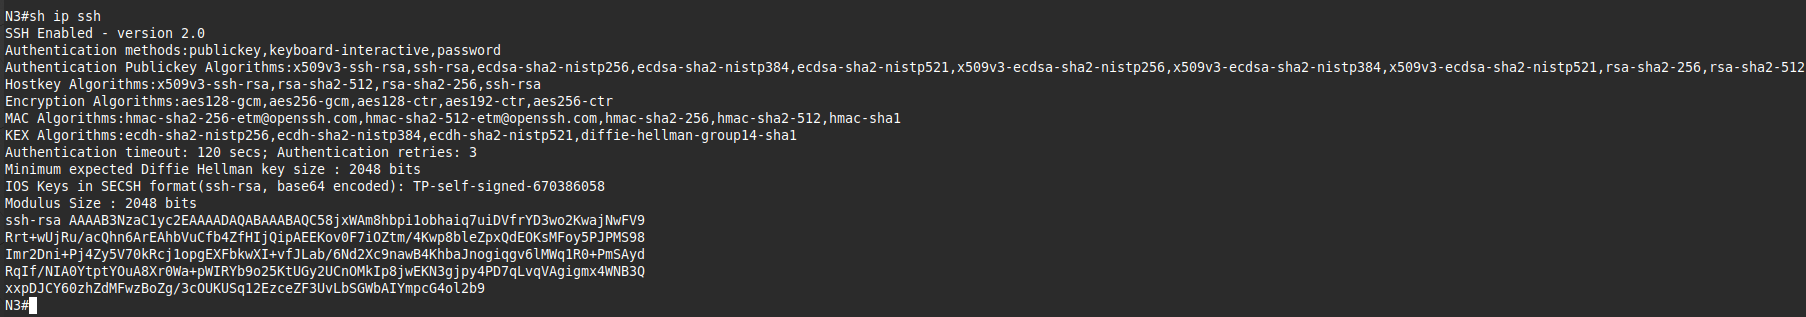 N3#sh ip ssh
SSH Enabled - version 2.0
Authentication methods:publickey,keyboard-interactive,password
Authentication Publickey Algorithms:x509v3-ssh-rsa,ssh-rsa,ecdsa-sha2-nistp256,ecdsa-sha2-nistp384,ecdsa-sha2-nistp521,x509v3-ecdsa-sha2-nistp256,x509v3-ecdsa-sha2-nistp384,x509v3-ecdsa-sha2-nistp521,rsa-sha2-256,rsa-sha2-512
Hostkey Algorithms:x509v3-ssh-rsa,rsa-sha2-512,rsa-sha2-256,ssh-rsa
Encryption Algorithms:aes128-gcm,aes256-gcm,aes128-ctr,aes192-ctr,aes256-ctr
MAC Algorithms:hmac-sha2-256-etm@openssh.com,hmac-sha2-512-etm@openssh.com,hmac-sha2-256,hmac-sha2-512,hmac-sha1
KEX Algorithms:ecdh-sha2-nistp256,ecdh-sha2-nistp384,ecdh-sha2-nistp521,diffie-hellman-group14-sha1
Authentication timeout: 120 secs; Authentication retries: 3
Minimum expected Diffie Hellman key size : 2048 bits
IOS Keys in SECSH format(ssh-rsa, base64 encoded): TP-self-signed-670386058
Modulus Size : 2048 bits
ssh-rsa AAAAB3NzaC1yc2EAAAADAQABAAABAQC58jxWAm8hbpi1obhaiq7uiDVfrYD3wo2KwajNwFV9
Rrt+wUjRu/acQhn6ArEAhbVuCfb4ZfHIjQipAEEKov0F7iOZtm/4Kwp8bleZpxQdEOKsMFoy5PJPMS98
Imr2Dni+Pj4Zy5V70kRcj1opgEXFbkwXI+vfJLab/6Nd2Xc9nawB4KhbaJnogiqgv6lMWq1R0+PmSAyd
RqIf/NIA0YtptYOuA8Xr0Wa+pWIRYb9o25KtUGy2UCnOMkIp8jwEKN3gjpy4PD7qLvqVAgigmx4WNB3Q
xxpDJCY60zhZdMFwzBoZg/3cOUKUSq12EzceZF3UvLbSGWbAIYmpcG4ol2b9
N3#